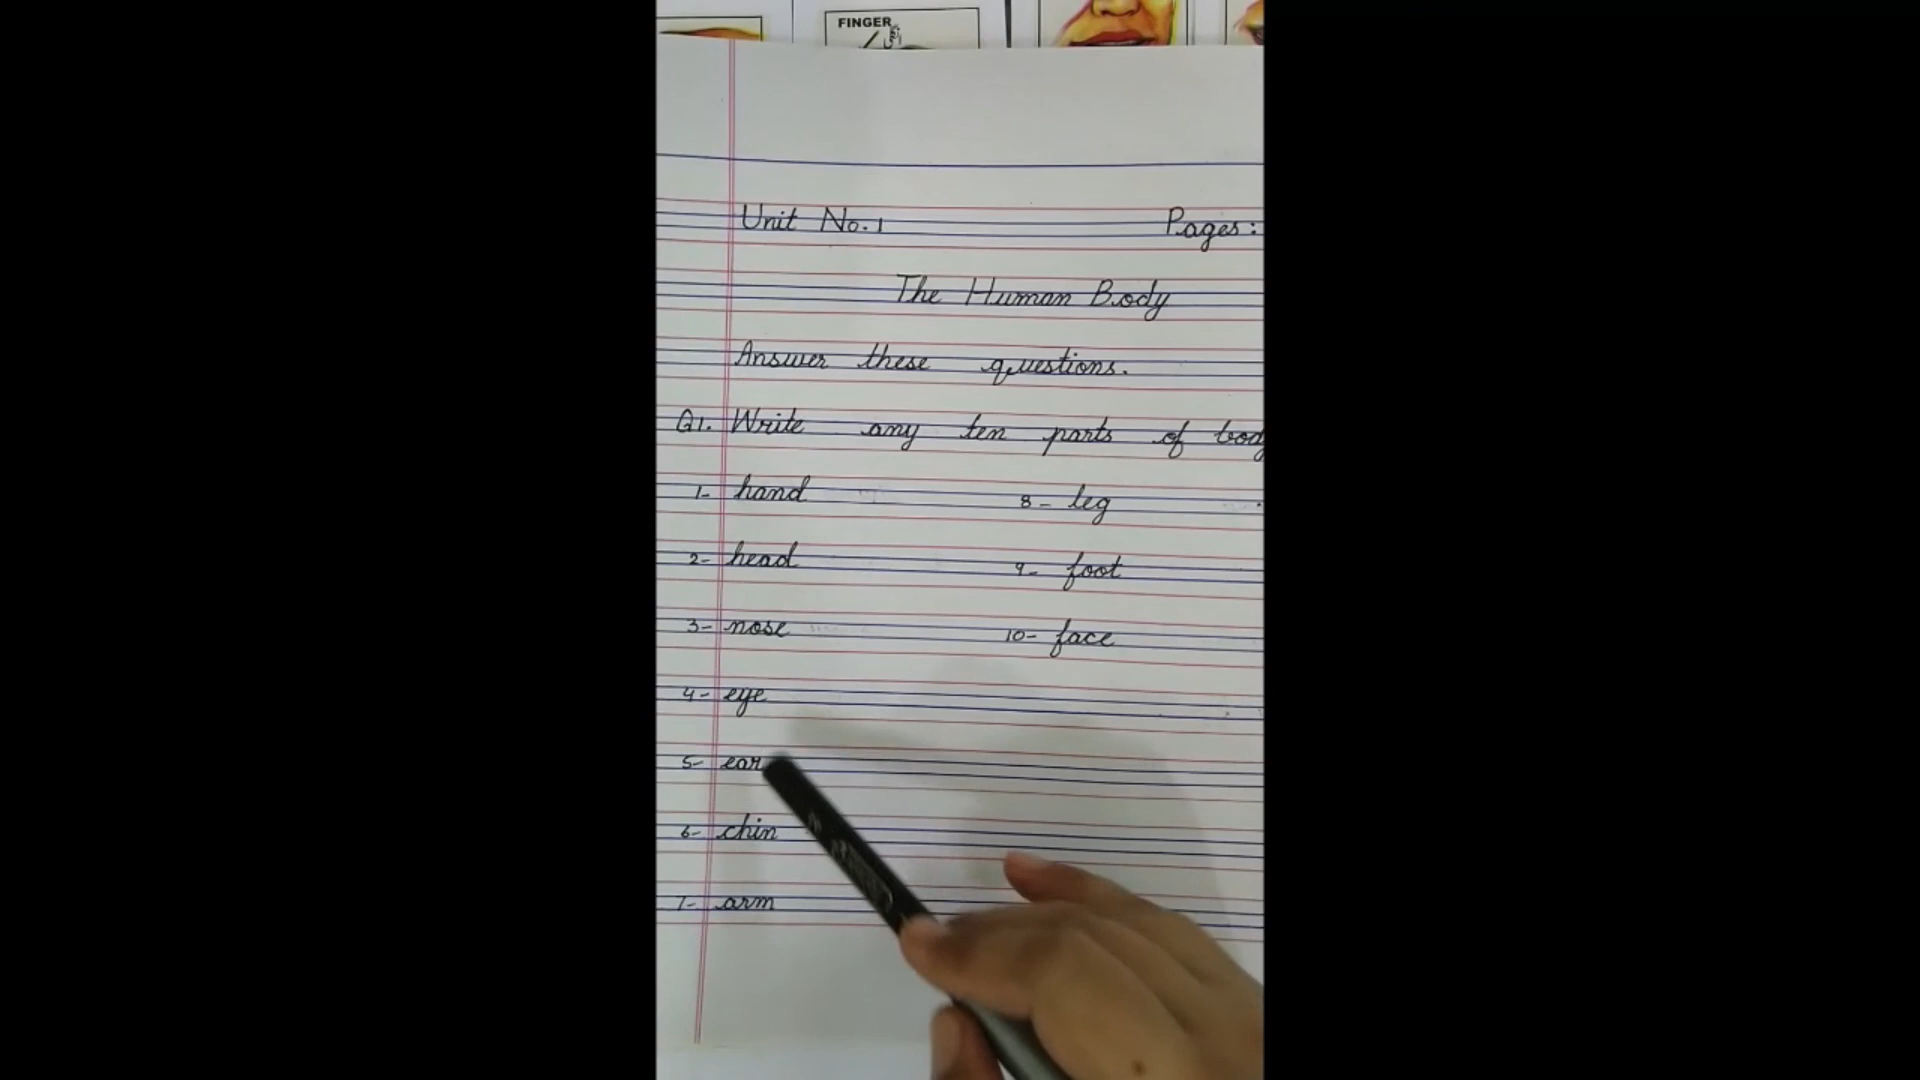 FINGER
Unit No. 1 Pages:
The Human Body
Answer these questions.
Q1. Write any ten parts of bod
1- hand 8- leg
2- head 9- foot
3- nose 10- face
4- eye
5- ear
6- chin
7- arm